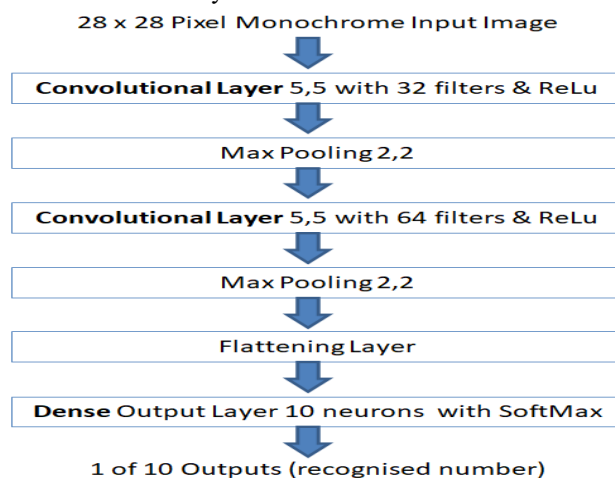 28 x 28 Pixel Monochrome Input Image
Convolutional Layer 5,5 with 32 filters & ReLu
Max Pooling 2,2
Convolutional Layer 5,5 with 64 filters & ReLu
Max Pooling 2,2
Flattening Layer
Dense Output Layer 10 neurons with SoftMax
1 of 10 Outputs (recognised number)